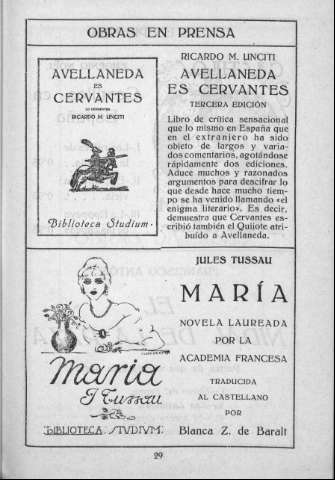 OBRAS EN PRENSA
AVELLANEDA
ES
CERVANTES
RICARDO M. UNCITI
Biblioteca Studium
RICARDO M. UNCITI
AVELLANEDA
ES CERVANTES
TERCERA EDICIÓN
Libro de crítica sensacional
que lo mismo en España que
en el extranjero ha sido
objeto de largos y varia-
dos comentarios, agotiéndose
rápidamente dos ediciones.
Aduce muchos y razonados
argumentos para descifrar lo
que desde hace mucho tiem-
po se ha venido llamando «el
enigma literario». Es decir,
demuestra que Cervantes es-
cribió también el Quijote atri-
buído a Avellaneda.
Maria
J Tussau
BIBLIOTECA STUDIUM
JULES TUSSAU
MARÍA
NOVELA LAUREADA
POR LA
ACADEMIA FRANCESA
TRADUCIDA
AL CASTELLANO
POR
Blanca Z. de Baralt
29